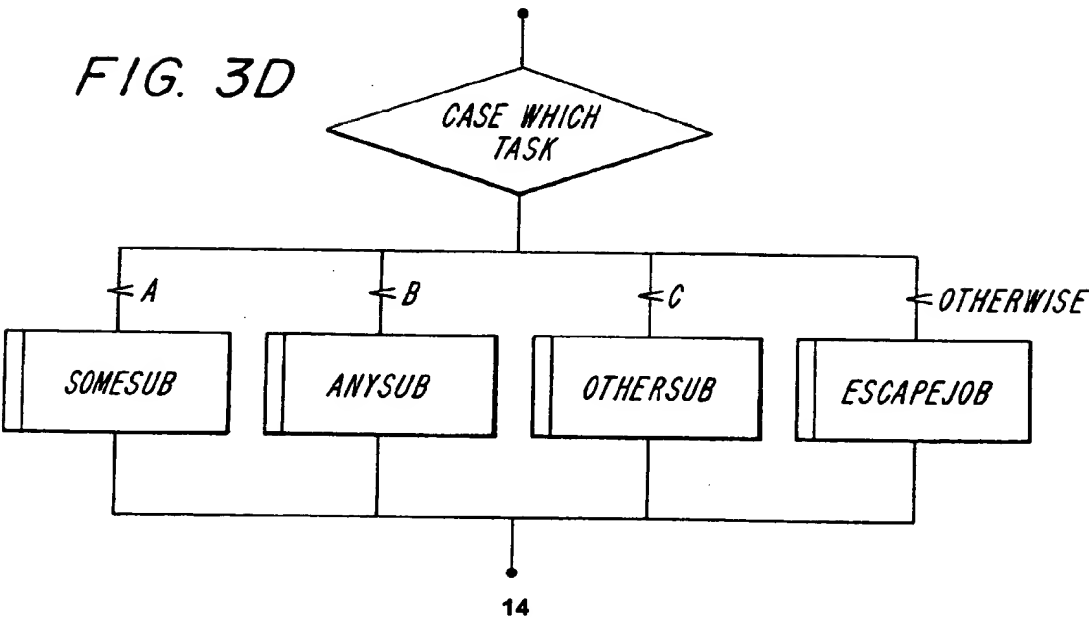 FIG. 3D
CASE WHICH
TASK
A
B
C
OTHERWISE
SOMESUB
ANYSUB
OTHERSUB
ESCAPEJOB
14